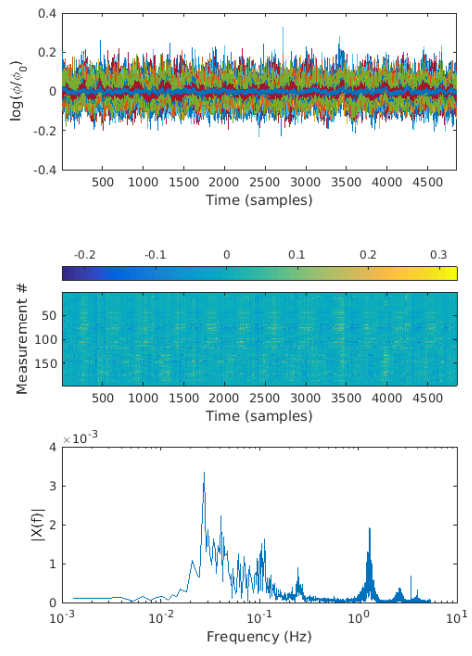 0.4
0.2
0
-0.2
-0.4
log(ϕ/ϕ0)
500 1000 1500 2000 2500 3000 3500 4000 4500
Time (samples)
-0.2 -0.1 0 0.1 0.2 0.3
Measurement #
50
100
150
500 1000 1500 2000 2500 3000 3500 4000 4500
Time (samples)
×10-3
4
3
2
1
0
|X(f)|
10-3 10-2 10-1 100 101
Frequency (Hz)